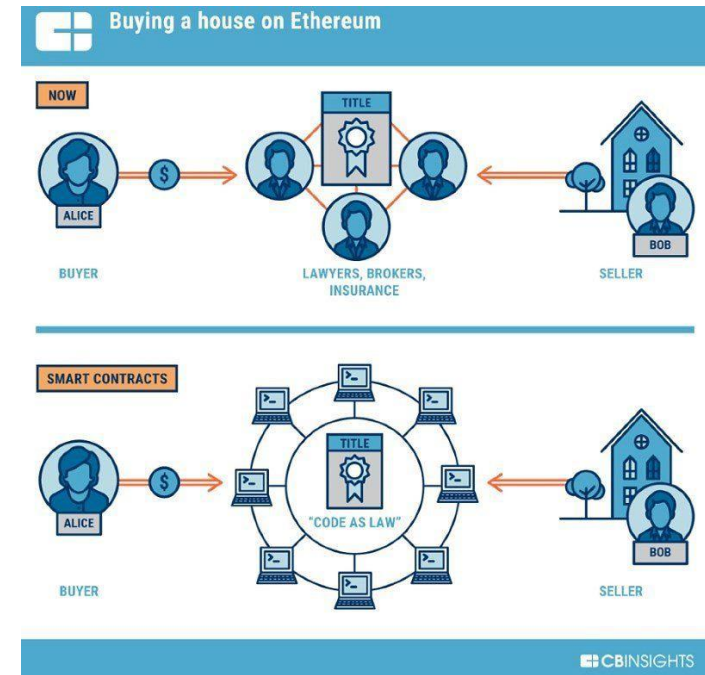 Buying a house on Ethereum
NOW
TITLE
$
ALICE
BOB
BUYER
LAWYERS, BROKERS,
INSURANCE
SELLER
SMART CONTRACTS
>_
>_
>_
TITLE
$
>_
>_
"CODE AS LAW"
ALICE
BOB
>_
>_
>_
BUYER
SELLER
CBINSIGHTS